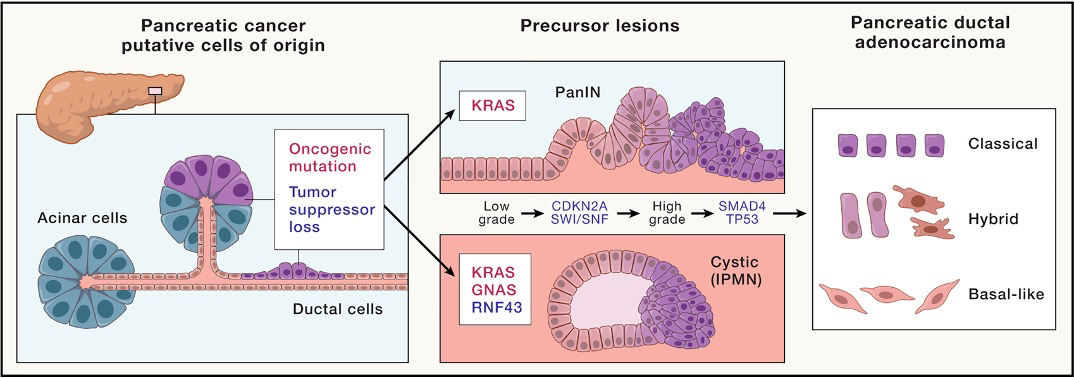 Pancreatic cancer
putative cells of origin
Oncogenic
mutation
Tumor
suppressor
loss
Acinar cells
Ductal cells
Precursor lesions
KRAS
PanIN
Low
grade
CDKN2A
SWI/SNF
High
grade
SMAD4
TP53
KRAS
GNAS
RNF43
Cystic
(IPMN)
Pancreatic ductal
adenocarcinoma
Classical
Hybrid
Basal-like